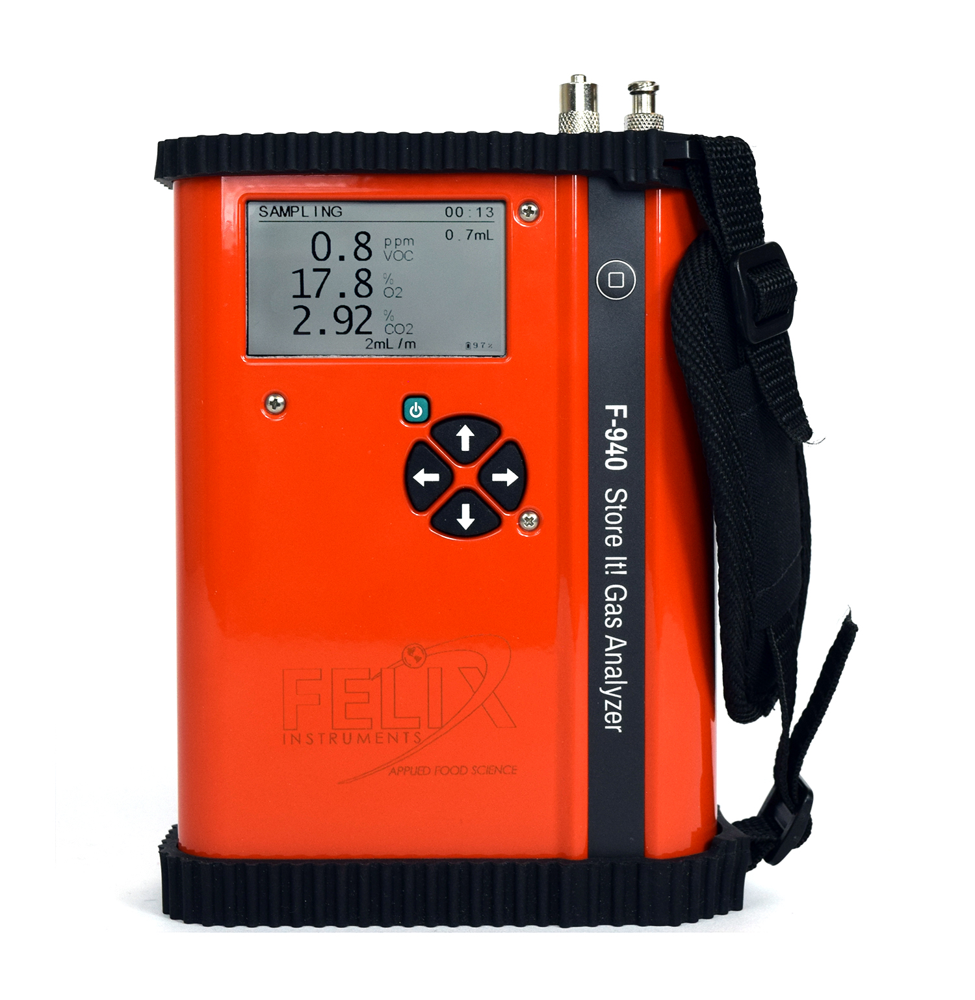 SAMPLING 00:13
0.7mL
0.8 ppm VOC
17.8 % O2
2.92 % CO2
2mL/m
97%
F-940 Store It! Gas Analyzer
FELIX
INSTRUMENTS
APPLIED FOOD SCIENCE